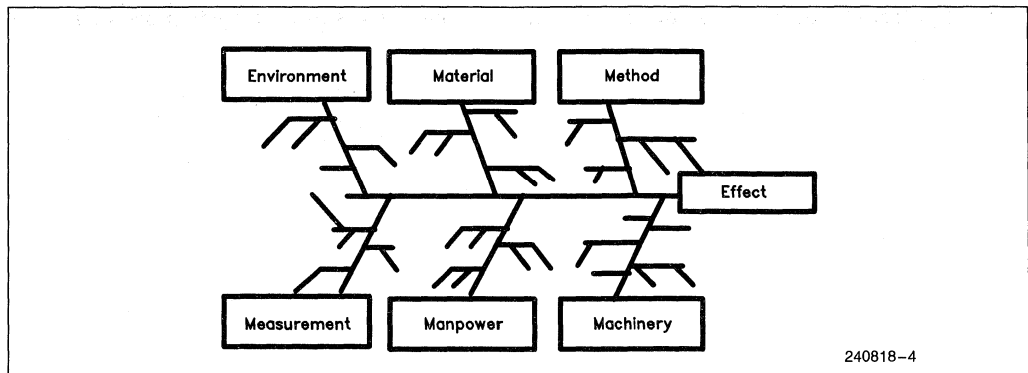 Environment
Material
Method
Effect
Measurement
Manpower
Machinery
240818-4